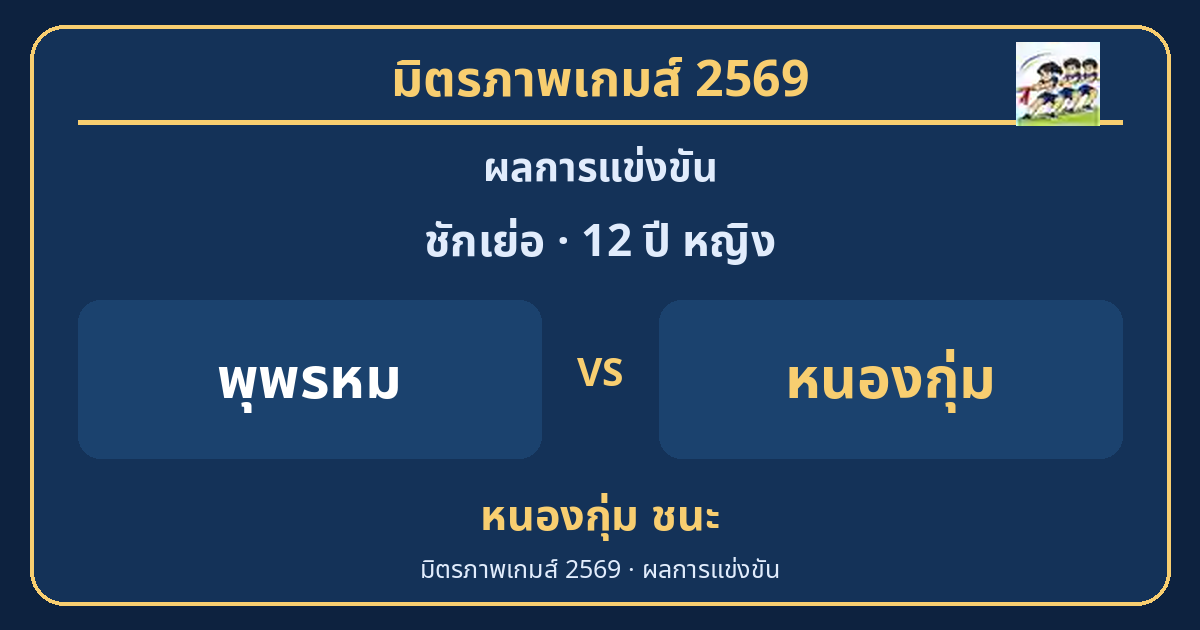 มิตรภาพเกมส์ 2569
ผลการแข่งขัน
ชักเย่อ · 12 ปี หญิง
พุพรหม
VS
หนองกุ่ม
หนองกุ่ม ชนะ
มิตรภาพเกมส์ 2569 · ผลการแข่งขัน